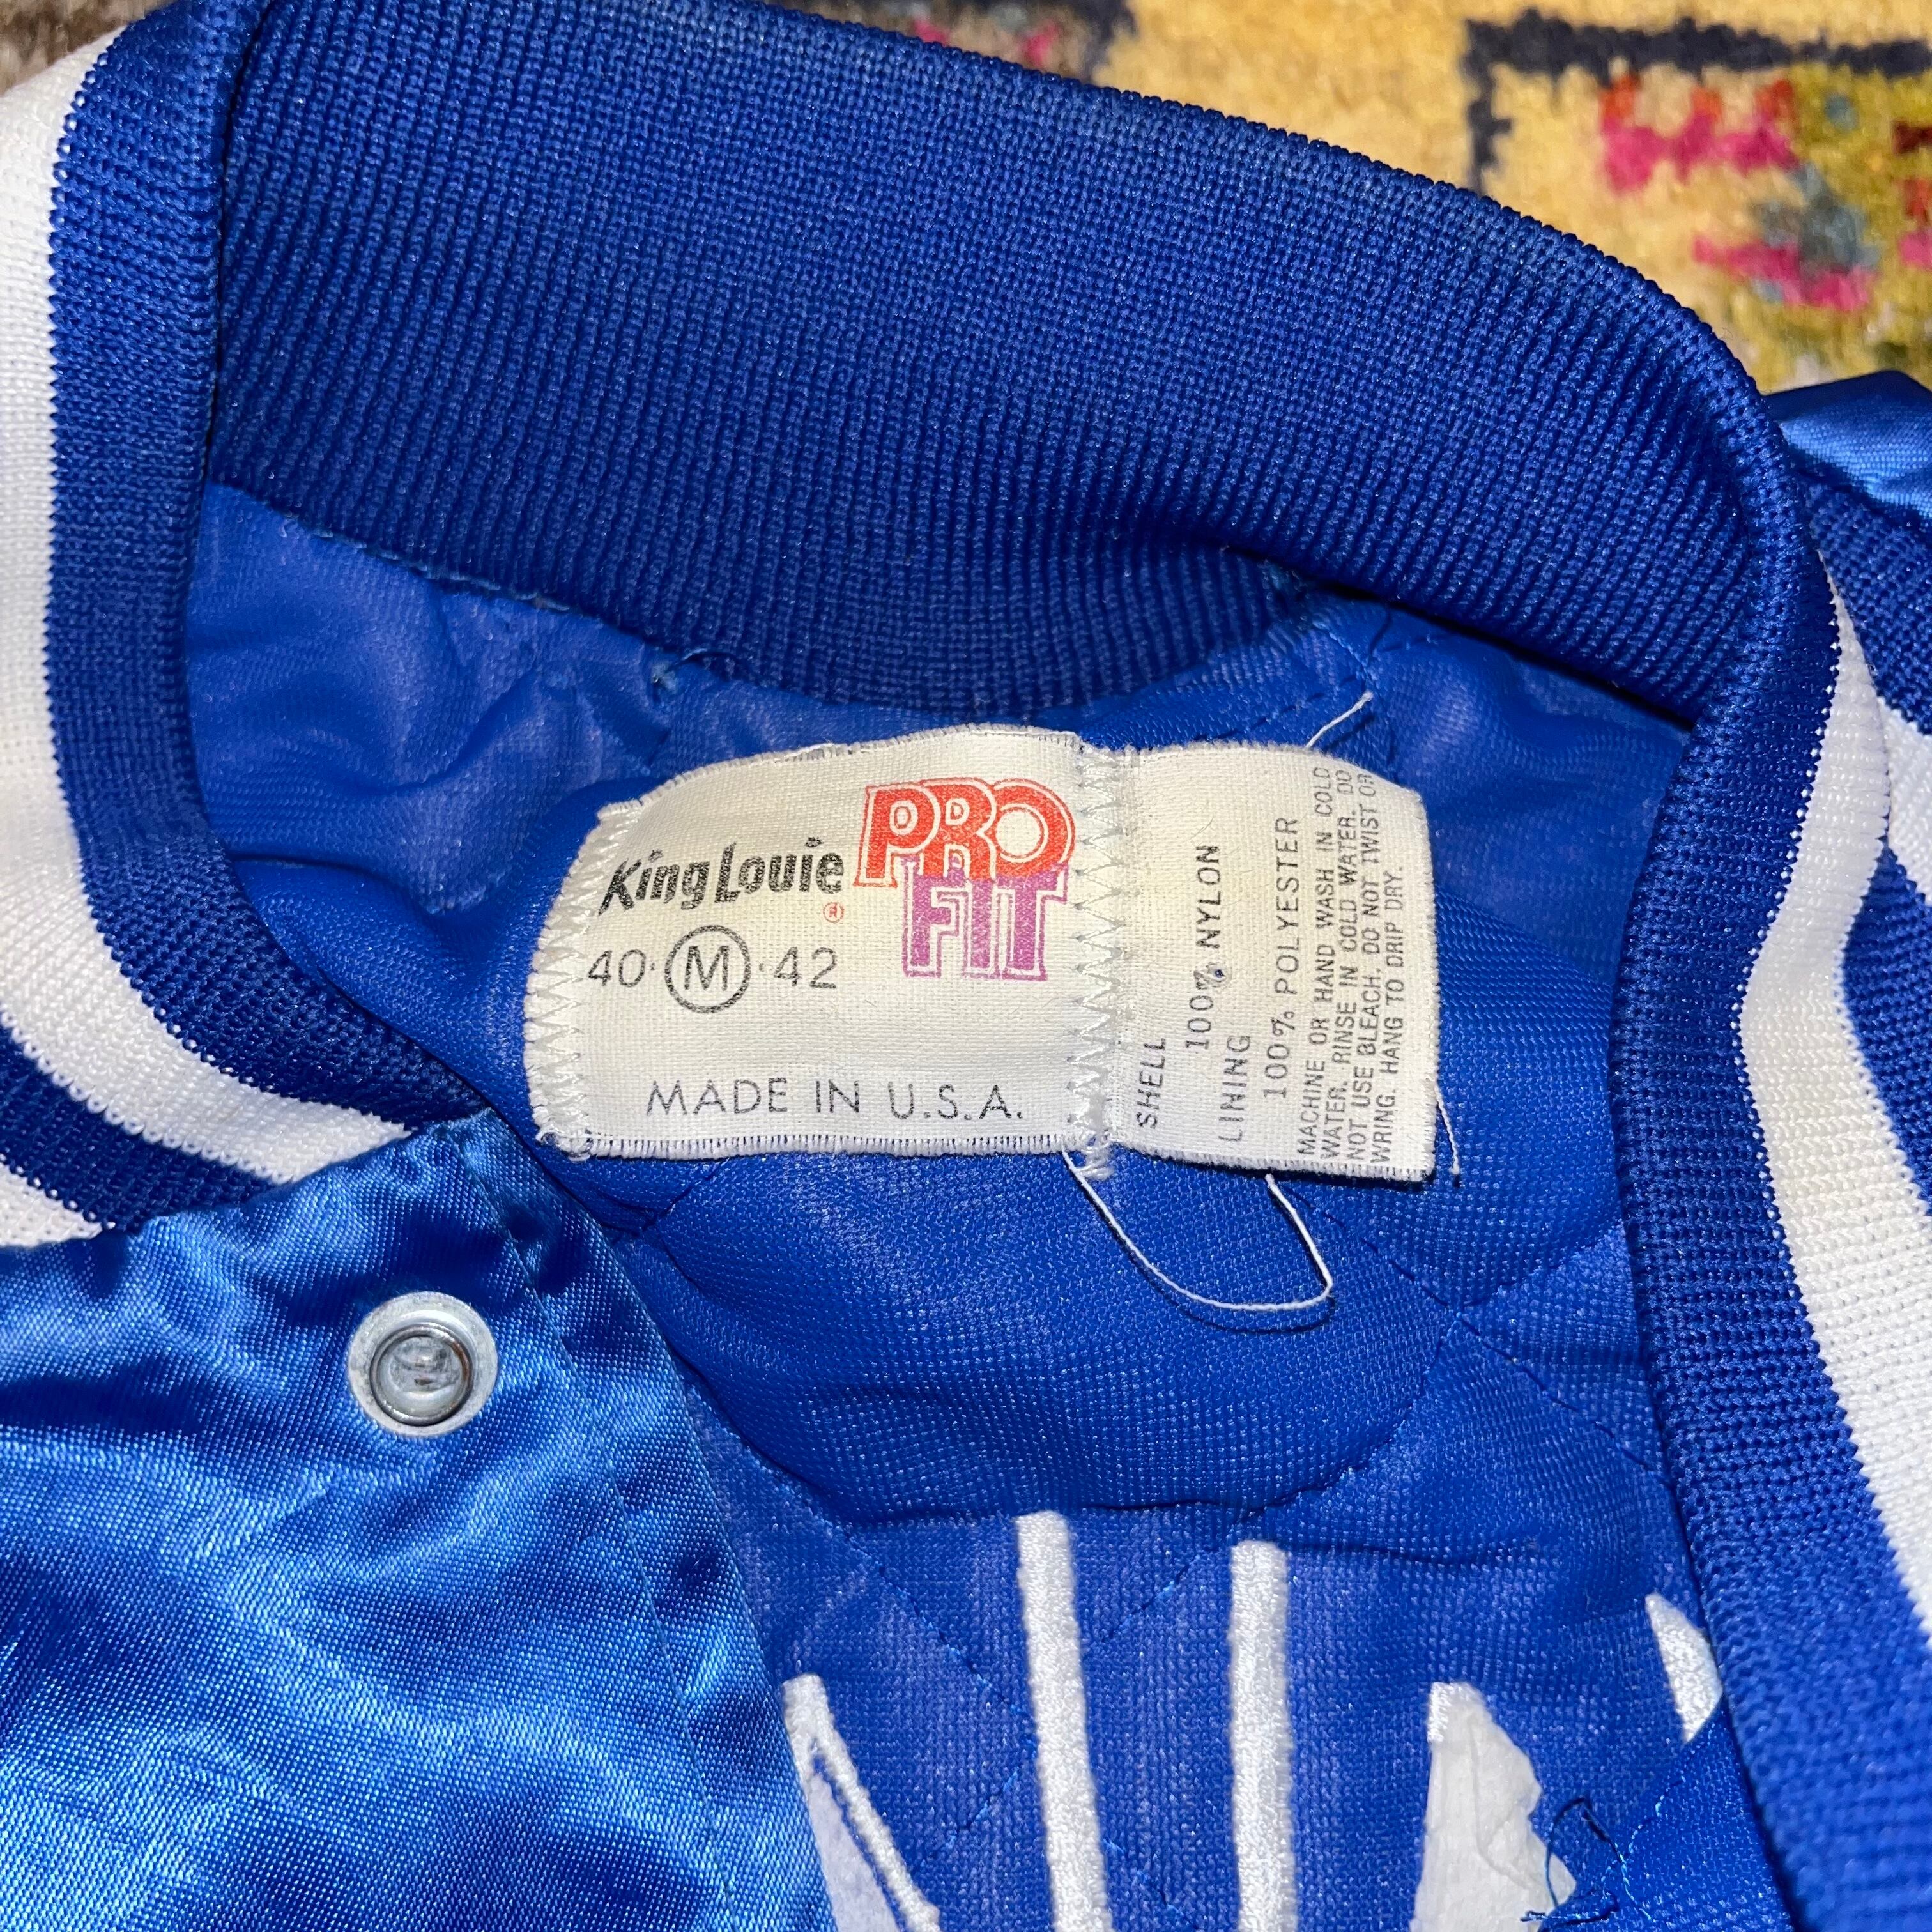 King Louie ®
PRO
FIT
40·M·42
MADE IN U.S.A.
SHELL
100% NYLON
LINING
100% POLYESTER
MACHINE OR HAND WASH IN COLD
WATER. RINSE IN COLD WATER. DO
NOT USE BLEACH. DO NOT TWIST OR
WRING. HANG TO DRIP DRY.